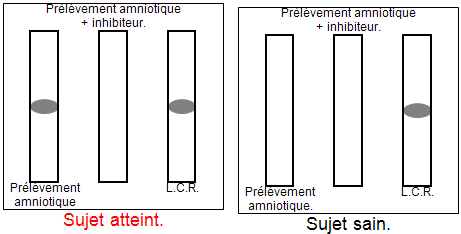 Prélèvement amniotique
+ inhibiteur.
Prélèvement
amniotique
L.C.R.
Sujet atteint.
Prélèvement amniotique
+ inhibiteur.
Prélèvement
amniotique.
L.C.R.
Sujet sain.